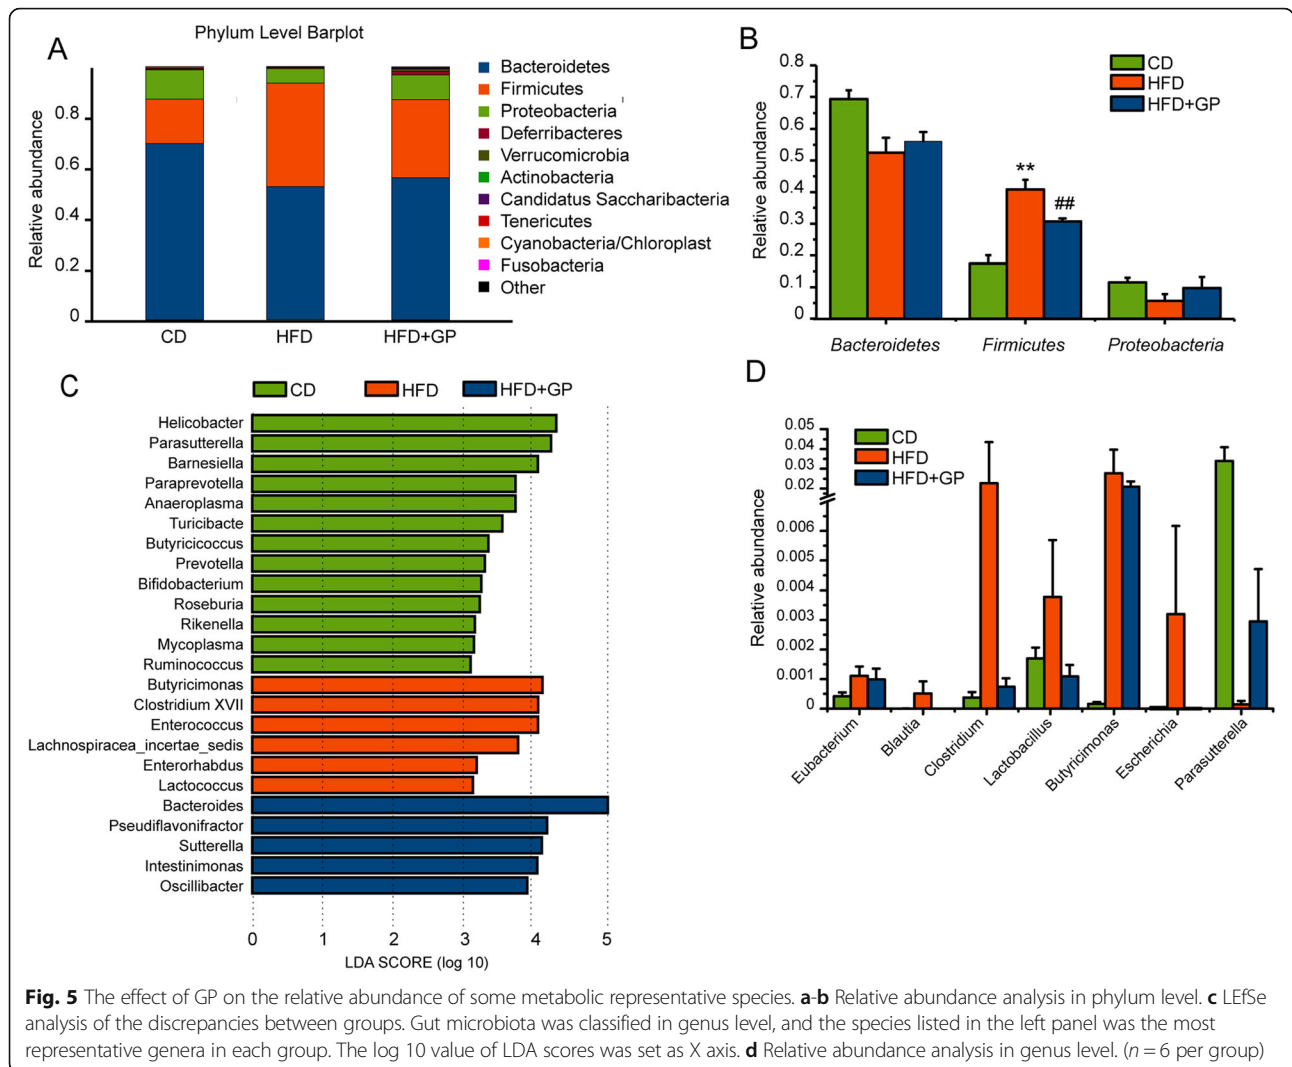 A
Phylum Level Barplot
Relative abundance
0.8
0.6
0.4
0.2
0
CD
HFD
HFD+GP
Bacteroidetes
Firmicutes
Proteobacteria
Deferribacteres
Verrucomicrobia
Actinobacteria
Candidatus Saccharibacteria
Tenericutes
Cyanobacteria/Chloroplast
Fusobacteria
Other
B
CD
HFD
HFD+GP
Relative abundance
0.8
0.7
0.6
0.5
0.4
0.3
0.2
0.1
0
**
##
Bacteroidetes
Firmicutes
Proteobacteria
C
CD
HFD
HFD+GP
Helicobacter
Parasutterella
Barnesiella
Paraprevotella
Anaeroplasma
Turicibacte
Butyricicoccus
Prevotella
Bifidobacterium
Roseburia
Rikenella
Mycoplasma
Ruminococcus
Butyricimonas
Clostridium XVII
Enterococcus
Lachnospiracea_incertae_sedis
Enterorhabdus
Lactococcus
Bacteroides
Pseudiflavonifractor
Sutterella
Intestinimonas
Oscillibacter
0 1 2 3 4 5
LDA SCORE (log 10)
D
CD
HFD
HFD+GP
Relative abundance
0.05
0.04
0.03
0.02
0.006
0.005
0.004
0.003
0.002
0.001
0
Eubacterium
Blautia
Clostridium
Lactobacillus
Butyricimonas
Escherichia
Parasutterella
Fig. 5 The effect of GP on the relative abundance of some metabolic representative species. a-b Relative abundance analysis in phylum level. c LEfSe
analysis of the discrepancies between groups. Gut microbiota was classified in genus level, and the species listed in the left panel was the most
representative genera in each group. The log 10 value of LDA scores was set as X axis. d Relative abundance analysis in genus level. (n = 6 per group)